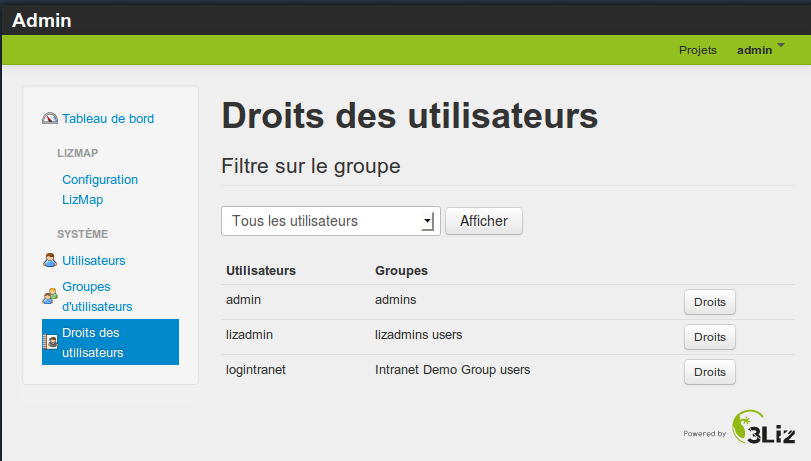 Admin
Projets admin
Tableau de bord
LIZMAP
Configuration
LizMap
SYSTÈME
Utilisateurs
Groupes
d'utilisateurs
Droits des
utilisateurs
Droits des utilisateurs
Filtre sur le groupe
Tous les utilisateurs Afficher
Utilisateurs Groupes
admin admins Droits
lizadmin lizadmins users Droits
logintranet Intranet Demo Group users Droits
Powered by 3Liz